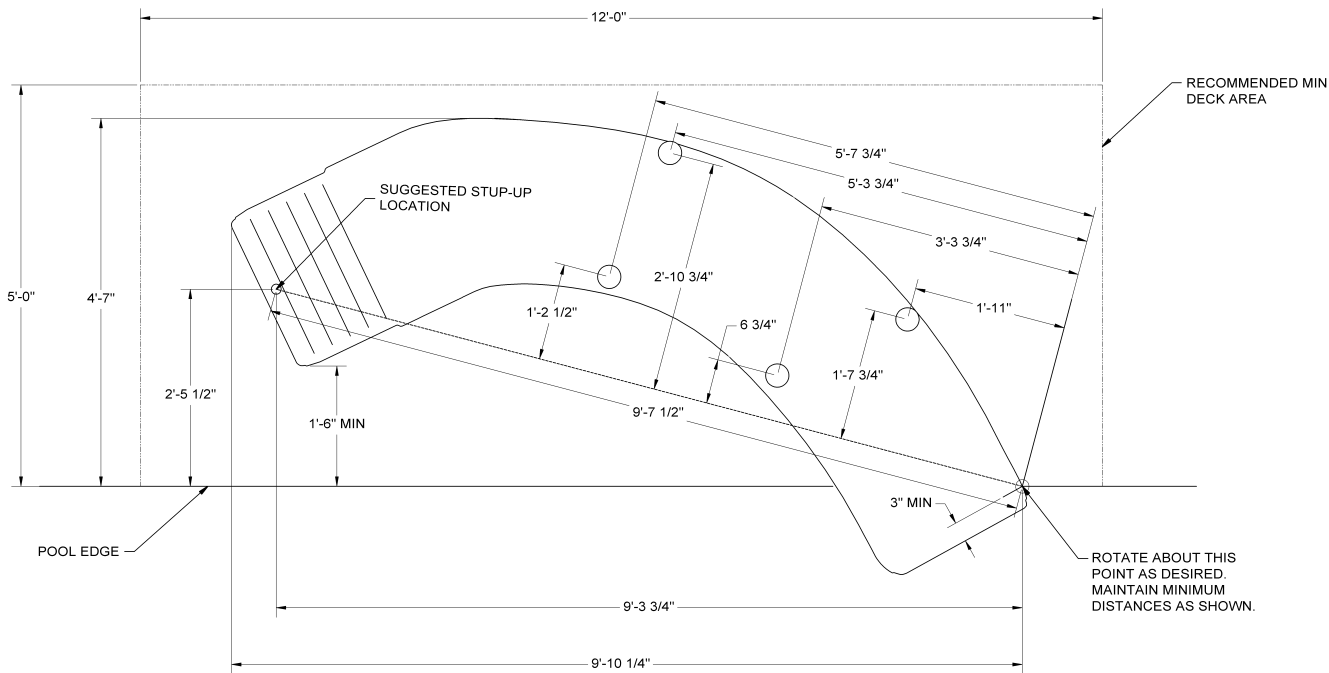 12'-0"
RECOMMENDED MIN
DECK AREA
5'-7 3/4"
5'-3 3/4"
SUGGESTED STUP-UP
LOCATION
3'-3 3/4"
2'-10 3/4"
5'-0"
4'-7"
1'-11"
1'-2 1/2"
6 3/4"
1'-7 3/4"
2'-5 1/2"
9'-7 1/2"
1'-6" MIN
3" MIN
POOL EDGE
ROTATE ABOUT THIS
POINT AS DESIRED.
MAINTAIN MINIMUM
DISTANCES AS SHOWN.
9'-3 3/4"
9'-10 1/4"